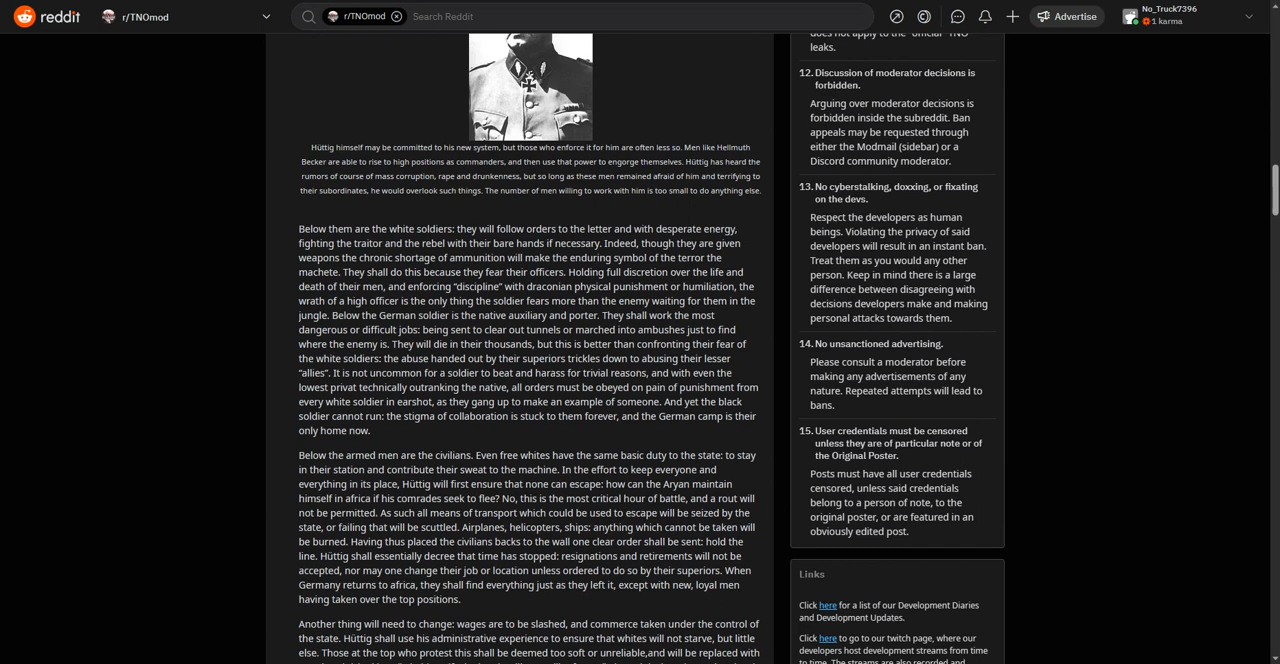 reddit
r/TNOmod
r/TNOmod
Search Reddit
Advertise
No_Truck7396
1 karma
Hüttig himself may be committed to his new system, but those who enforce it for him are often less so. Men like Hellmuth
Becker are able to rise to high positions as commanders, and then use that power to engorge themselves. Hüttig has heard the
rumors of course of mass corruption, rape and drunkenness, but so long as these men remained afraid of him and terrifying to
their subordinates, he would overlook such things. The number of men willing to work with him is too small to do anything else.
Below them are the white soldiers: they will follow orders to the letter and with desperate energy,
fighting the traitor and the rebel with their bare hands if necessary. Indeed, though they are given
weapons the chronic shortage of ammunition will make the enduring symbol of the terror the
machete. They shall do this because they fear their officers. Holding full discretion over the life and
death of their men, and enforcing “discipline” with draconian physical punishment or humiliation, the
wrath of a high officer is the only thing the soldier fears more than the enemy waiting for them in the
jungle. Below the German soldier is the native auxiliary and porter. They shall work the most
dangerous or difficult jobs: being sent to clear out tunnels or marched into ambushes just to find
where the enemy is. They will die in their thousands, but this is better than confronting their fear of
the white soldiers: the abuse handed out by their superiors trickles down to abusing their lesser
“allies”. It is not uncommon for a soldier to beat and harass for trivial reasons, and with even the
lowest privat technically outranking the native, all orders must be obeyed on pain of punishment from
every white soldier in earshot, as they gang up to make an example of someone. And yet the black
soldier cannot run: the stigma of collaboration is stuck to them forever, and the German camp is their
only home now.
Below the armed men are the civilians. Even free whites have the same basic duty to the state: to stay
in their station and contribute their sweat to the machine. In the effort to keep everyone and
everything in its place, Hüttig will first ensure that none can escape: how can the Aryan maintain
himself in africa if his comrades seek to flee? No, this is the most critical hour of battle, and a rout will
not be permitted. As such all means of transport which could be used to escape will be seized by the
state, or failing that will be scuttled. Airplanes, helicopters, ships: anything which cannot be taken will
be burned. Having thus placed the civilians backs to the wall one clear order shall be sent: hold the
line. Hüttig shall essentially decree that time has stopped: resignations and retirements will not be
accepted, nor may one change their job or location unless ordered to do so by their superiors. When
Germany returns to africa, they shall find everything just as they left it, except with new, loyal men
having taken over the top positions.
Another thing will need to change: wages are to be slashed, and commerce taken under the control of
the state. Hüttig shall use his administrative experience to ensure that whites will not starve, but little
else. Those at the top who protest this shall be deemed too soft or unreliable,and will be replaced with
does not apply to the "official" TNO
leaks.
12. Discussion of moderator decisions is
forbidden.
Arguing over moderator decisions is
forbidden inside the subreddit. Ban
appeals may be requested through
either the Modmail (sidebar) or a
Discord community moderator.
13. No cyberstalking, doxxing, or fixating
on the devs.
Respect the developers as human
beings. Violating the privacy of said
developers will result in an instant ban.
Treat them as you would any other
person. Keep in mind there is a large
difference between disagreeing with
decisions developers make and making
personal attacks towards them.
14. No unsanctioned advertising.
Please consult a moderator before
making any advertisements of any
nature. Repeated attempts will lead to
bans.
15. User credentials must be censored
unless they are of particular note or of
the Original Poster.
Posts must have all user credentials
censored, unless said credentials
belong to a person of note, to the
original poster, or are featured in an
obviously edited post.
Links
Click here for a list of our Development Diaries
and Development Updates.
Click here to go to our twitch page, where our
developers host development streams from time
to time. The streams are also recorded and